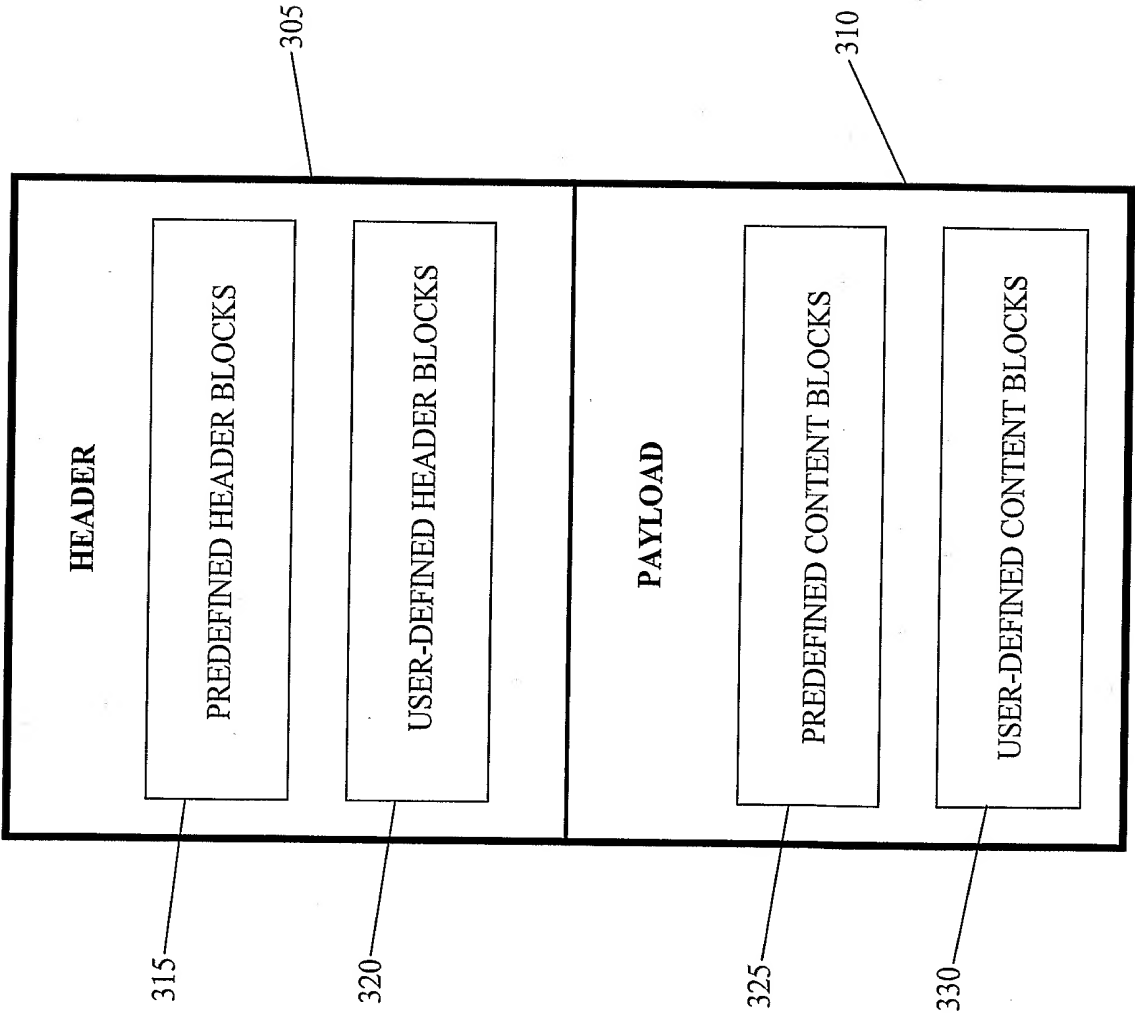 HEADER
305
315
PREDEFINED HEADER BLOCKS
320
USER-DEFINED HEADER BLOCKS
PAYLOAD
310
325
PREDEFINED CONTENT BLOCKS
330
USER-DEFINED CONTENT BLOCKS